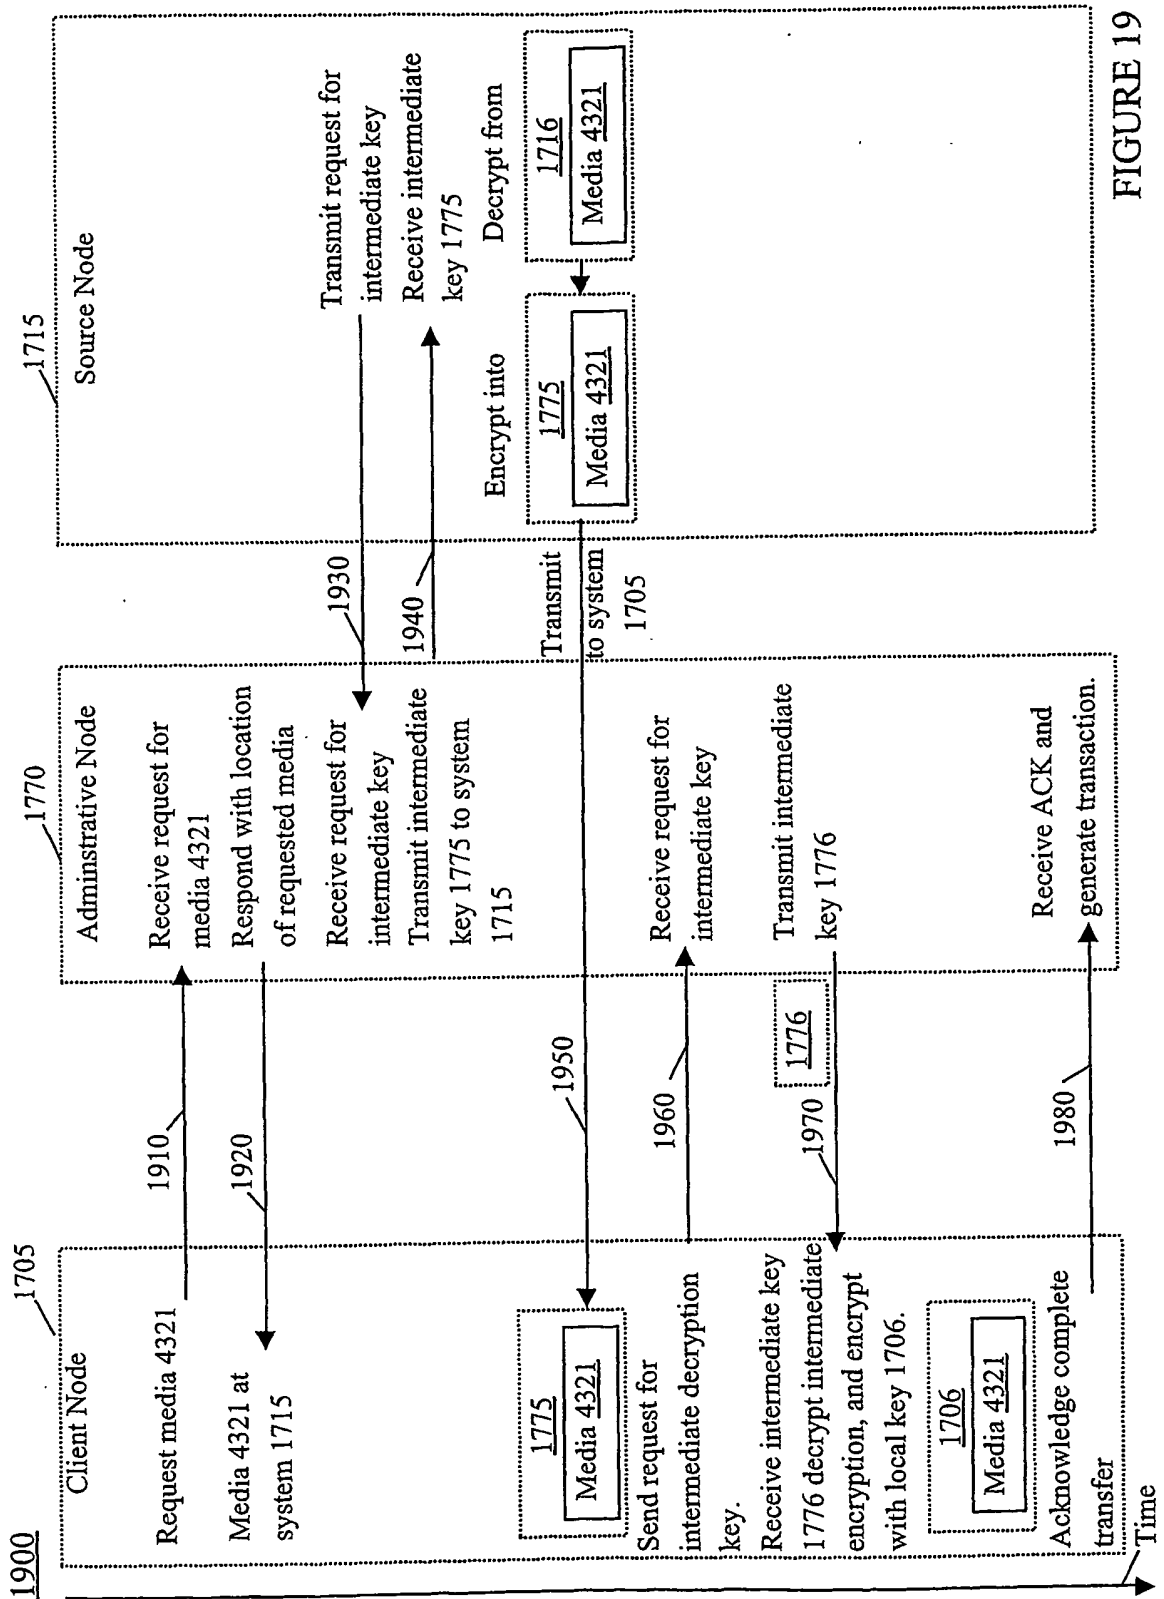 1900
1705
Client Node
Request media 4321
Media 4321 at
system 1715
1775
Media 4321
Send request for
intermediate decryption
key.
Receive intermediate key
1776 decrypt intermediate
encryption, and encrypt
with local key 1706.
1706
Media 4321
Acknowledge complete
transfer
Time
1910
1920
1950
1960
1776
1970
1980
1770
Adminstrative Node
Receive request for
media 4321
Respond with location
of requested media
Receive request for
intermediate key
Transmit intermediate
key 1775 to system
1715
Receive request for
intermediate key
Transmit intermediate
key 1776
Receive ACK and
generate transaction.
1930
1940
Transmit
to system
1705
1715
Source Node
Transmit request for
intermediate key
Receive intermediate
key 1775
Encrypt into
1775
Media 4321
Decrypt from
1716
Media 4321
FIGURE 19